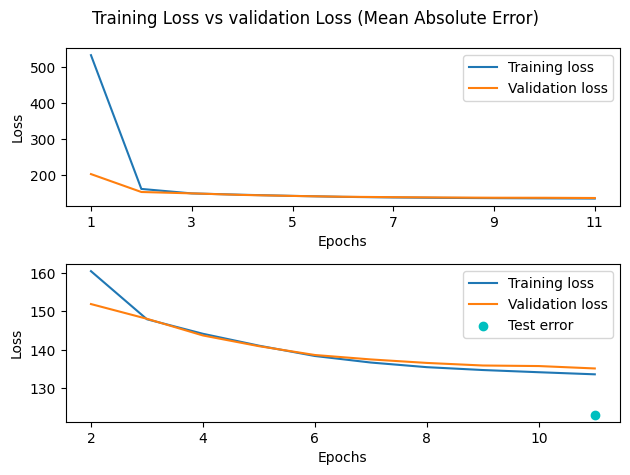 Training Loss vs validation Loss (Mean Absolute Error)
500
400
300
200
Loss
1 3 5 7 9 11
Epochs
Training loss
Validation loss
160
150
140
130
Loss
2 4 6 8 10
Epochs
Training loss
Validation loss
Test error